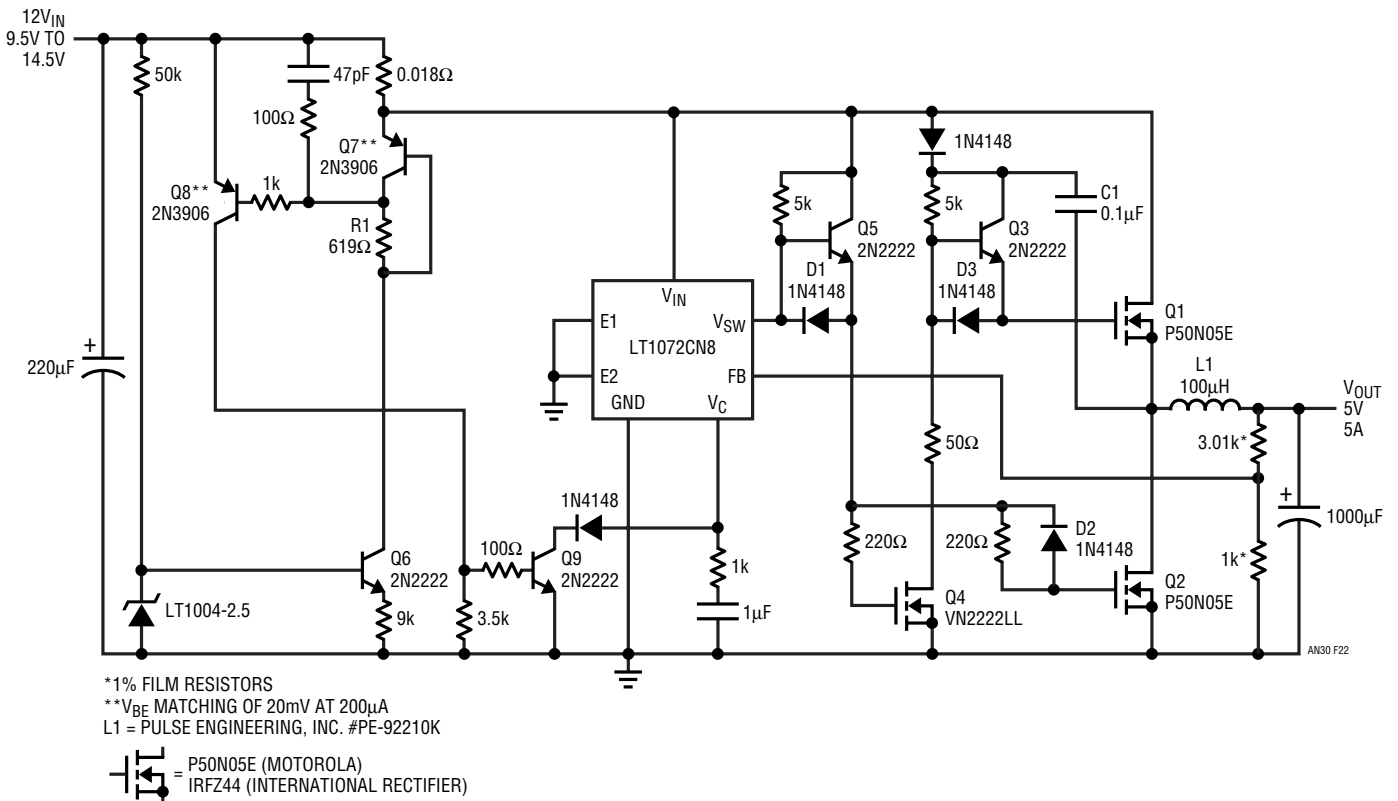 12VIN
9.5V TO
14.5V
50k
47pF
0.018Ω
100Ω
Q7**
2N3906
Q8**
2N3906
1k
R1
619Ω
220µF
+
1N4148
5k
Q5
2N2222
D1
1N4148
5k
Q3
2N2222
D3
1N4148
C1
0.1µF
Q1
P50N05E
VIN
E1
VSW
LT1072CN8
E2
FB
GND
VC
L1
100µH
VOUT
5V
5A
3.01k*
50Ω
1N4148
+
1000µF
220Ω
220Ω
D2
1N4148
1k*
100Ω
Q9
2N2222
Q6
2N2222
1k
LT1004-2.5
9k
3.5k
1µF
Q4
VN2222LL
Q2
P50N05E
AN30 F22
*1% FILM RESISTORS
**VBE MATCHING OF 20mV AT 200µA
L1 = PULSE ENGINEERING, INC. #PE-92210K
= P50N05E (MOTOROLA)
IRFZ44 (INTERNATIONAL RECTIFIER)